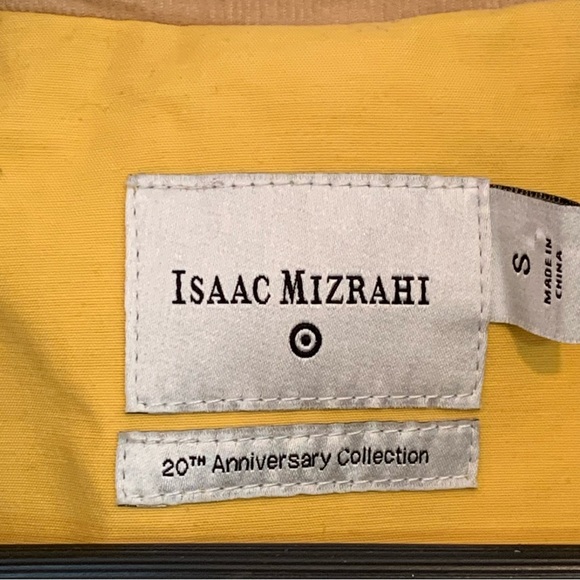 ISAAC MIZRAHI
S
MADE IN
CHINA
20TH Anniversary Collection